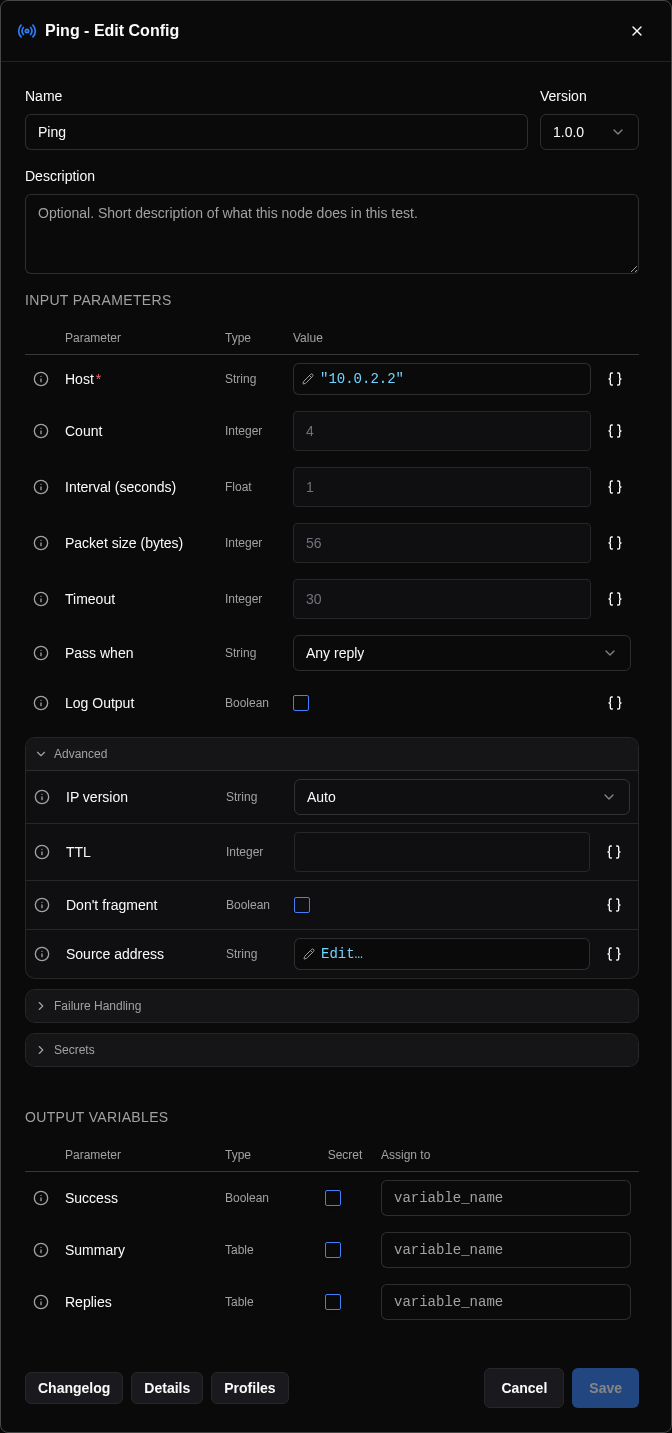 Ping - Edit Config
Name Version
Ping 1.0.0
Description
Optional. Short description of what this node does in this test.
INPUT PARAMETERS
Parameter Type Value
Host* String "10.0.2.2" {}
Count Integer 4 {}
Interval (seconds) Float 1 {}
Packet size (bytes) Integer 56 {}
Timeout Integer 30 {}
Pass when String Any reply
Log Output Boolean {}
Advanced
IP version String Auto
TTL Integer {}
Don't fragment Boolean {}
Source address String Edit… {}
Failure Handling
Secrets
OUTPUT VARIABLES
Parameter Type Secret Assign to
Success Boolean variable_name
Summary Table variable_name
Replies Table variable_name
Changelog Details Profiles Cancel Save